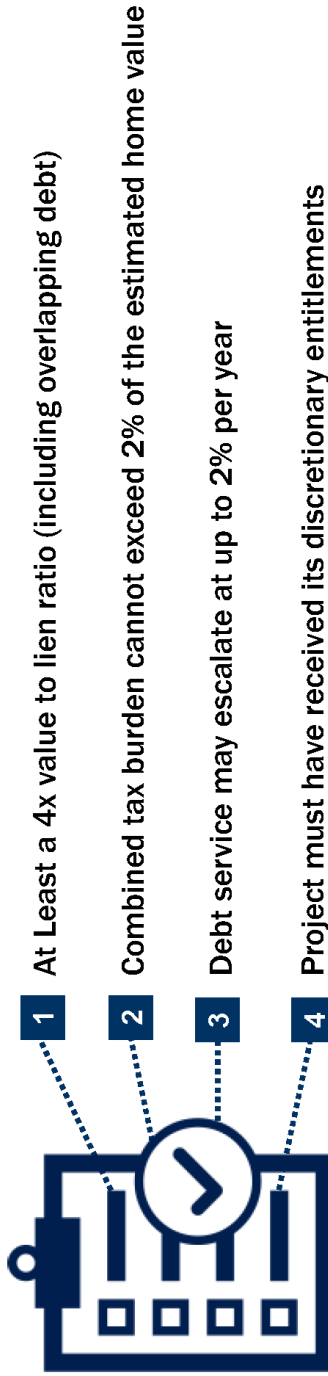 1 At Least a 4x value to lien ratio (including overlapping debt)
2 Combined tax burden cannot exceed 2% of the estimated home value
3 Debt service may escalate at up to 2% per year
4 Project must have received its discretionary entitlements